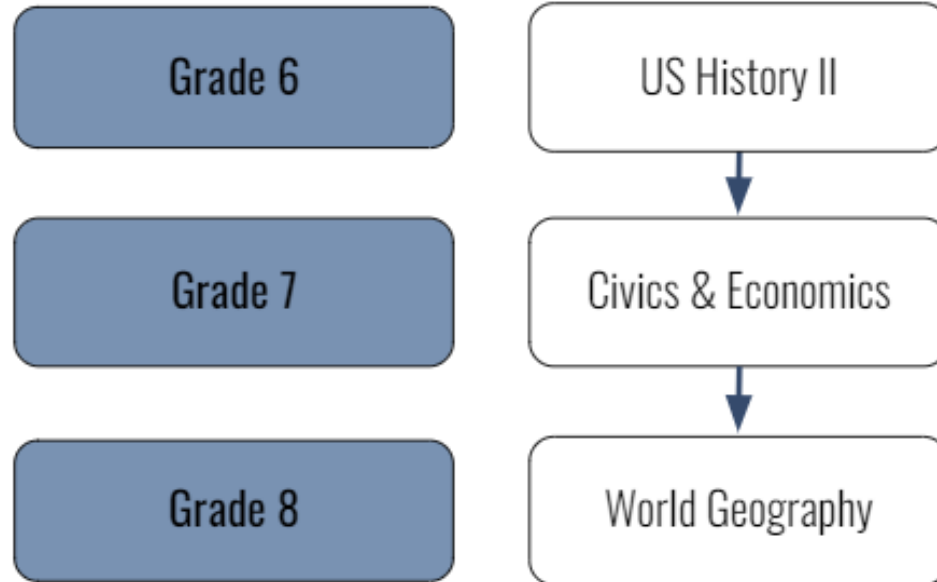 Grade 6
US History II
Grade 7
Civics & Economics
Grade 8
World Geography